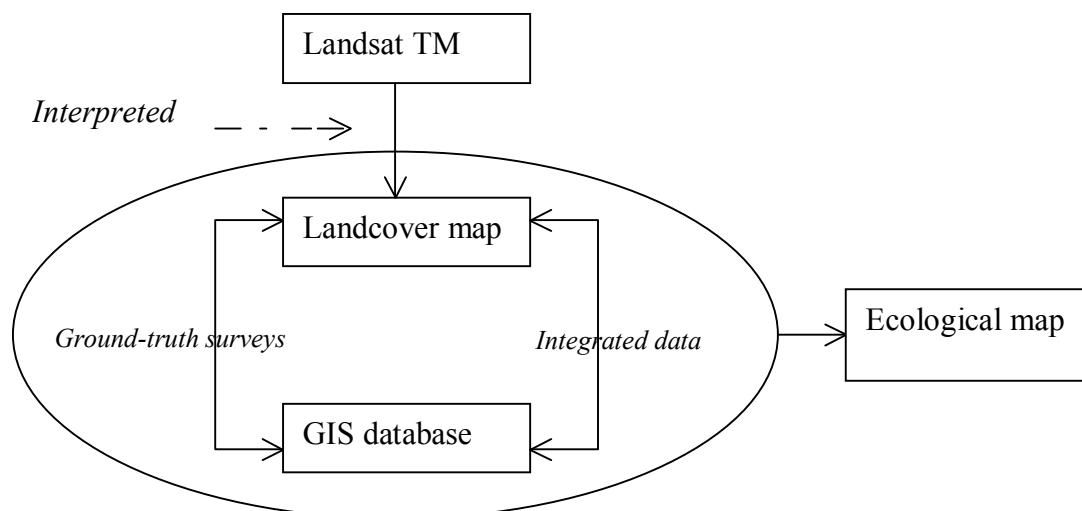 Landsat TM
Interpreted
Landcover map
Ground-truth surveys
Integrated data
Ecological map
GIS database